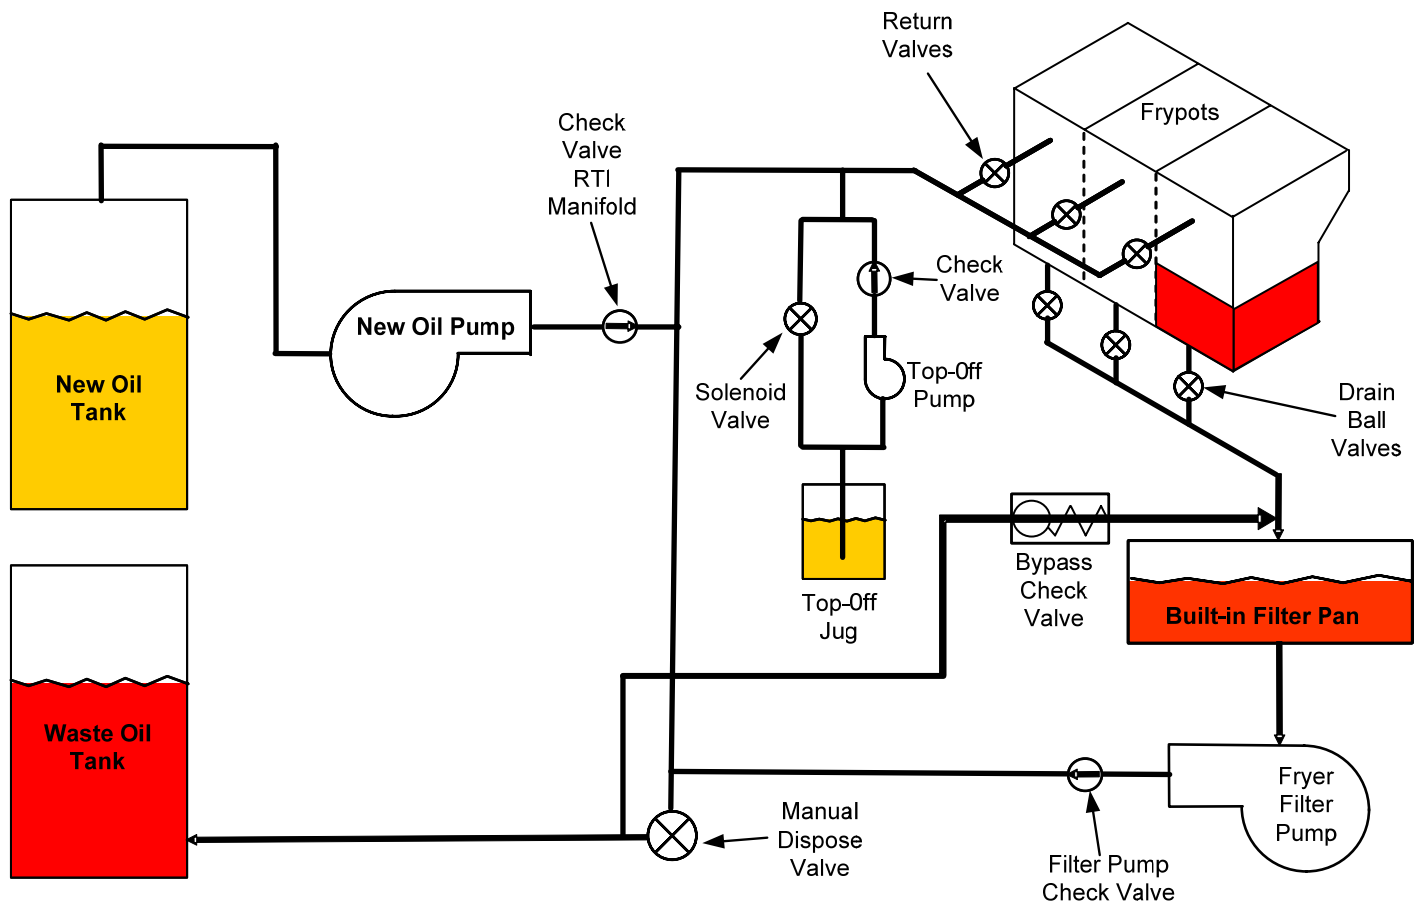 Return
Valves
Frypots
Check
Valve
RTI
Manifold
Check
Valve
New Oil Pump
Solenoid
Valve
Top-Off
Pump
New Oil
Tank
Drain
Ball
Valves
Bypass
Check
Valve
Top-Off
Jug
Built-in Filter Pan
Waste Oil
Tank
Fryer
Filter
Pump
Manual
Dispose
Valve
Filter Pump
Check Valve